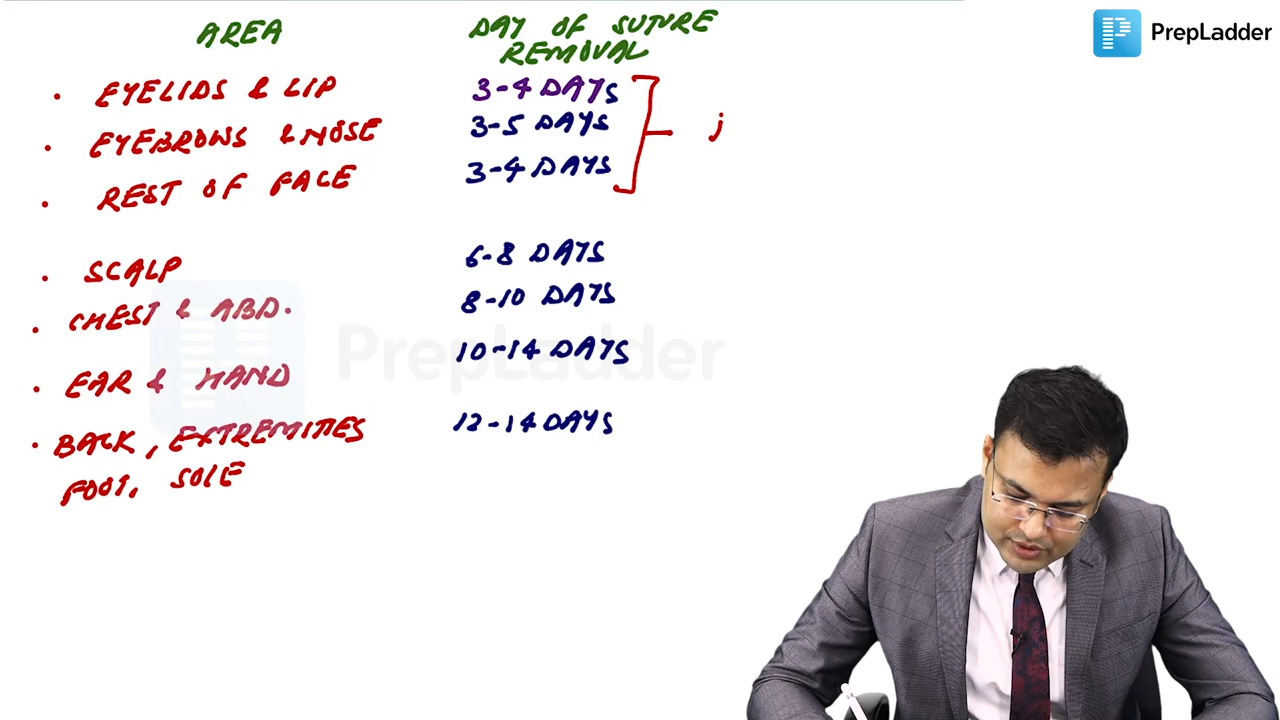 PrepLadder
AREA DAY OF SUTURE REMOVAL
• EYELIDS & LIP 3-4 DAYS
• EYEBROWS & NOSE 3-5 DAYS
• REST OF FACE 3-4 DAYS
• SCALP 6-8 DAYS
• CHEST & ABD. 8-10 DAYS
• EAR & HAND 10-14 DAYS
• BACK, EXTREMITIES 12-14 DAYS
FOOT, SOLE
PrepLadder